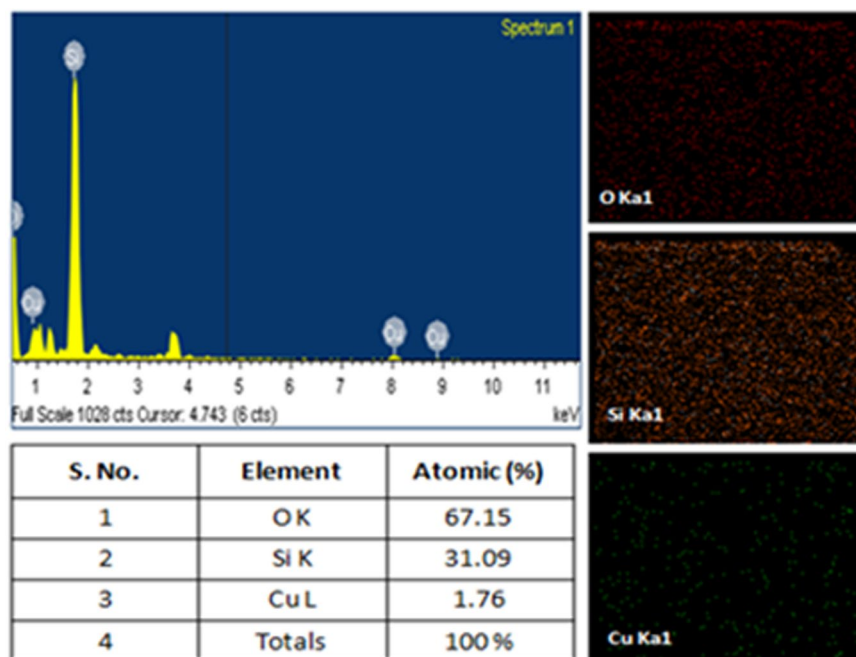 Spectrum 1
Si
Cu
Cu
Cu
1 2 3 4 5 6 7 8 9 10 11
Full Scale 1028 cts Cursor: 4.743 (6 cts) keV
S. No. Element Atomic (%)
1 O K 67.15
2 Si K 31.09
3 Cu L 1.76
4 Totals 100%
O Ka1
Si Ka1
Cu Ka1